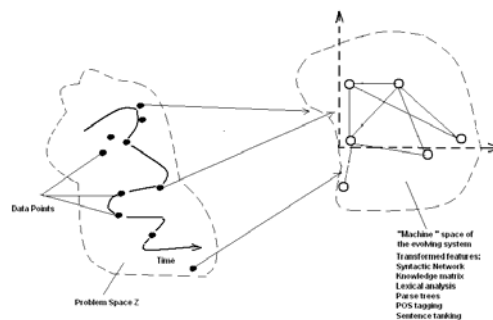 Data Points
Time
Problem Space Z
"Machine" space of
the evolving system
Transformed features:
Syntactic Network
Knowledge matrix
Lexical analysis
Parse trees
POS tagging
Sentence tanking